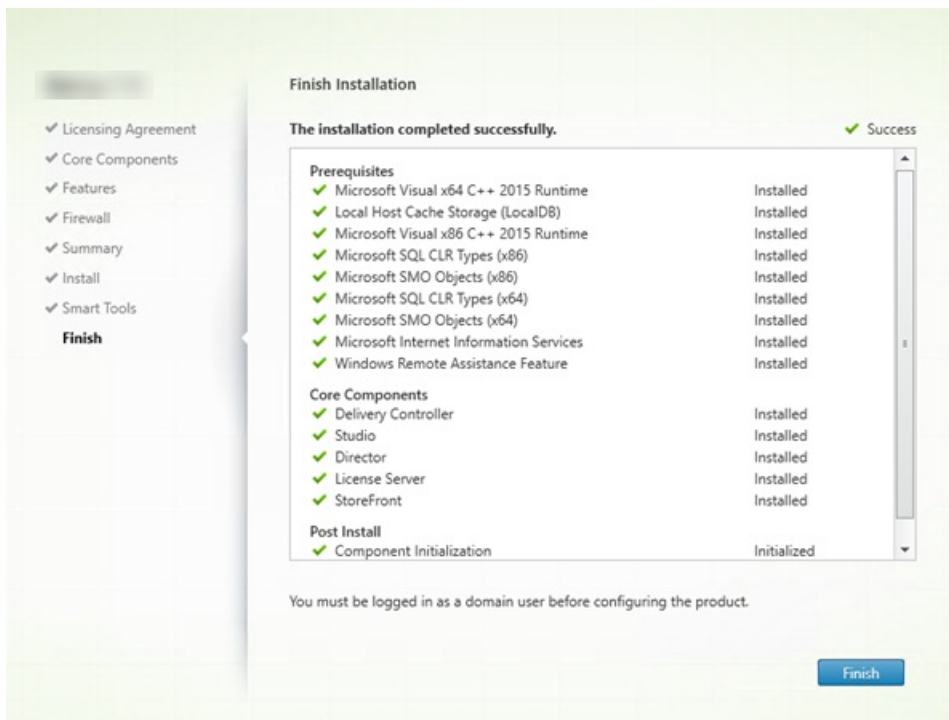 Finish Installation
Licensing Agreement
Core Components
Features
Firewall
Summary
Install
Smart Tools
Finish
The installation completed successfully. Success
Prerequisites
Microsoft Visual x64 C++ 2015 Runtime Installed
Local Host Cache Storage (LocalDB) Installed
Microsoft Visual x86 C++ 2015 Runtime Installed
Microsoft SQL CLR Types (x86) Installed
Microsoft SMO Objects (x86) Installed
Microsoft SQL CLR Types (x64) Installed
Microsoft SMO Objects (x64) Installed
Microsoft Internet Information Services Installed
Windows Remote Assistance Feature Installed
Core Components
Delivery Controller Installed
Studio Installed
Director Installed
License Server Installed
StoreFront Installed
Post Install
Component Initialization Initialized
You must be logged in as a domain user before configuring the product.
Finish